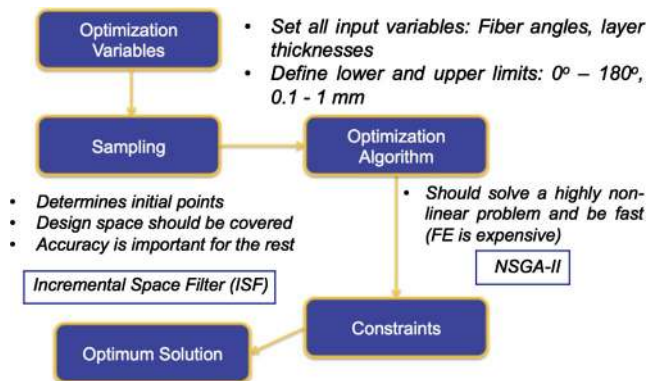 Optimization
Variables
• Set all input variables: Fiber angles, layer
thicknesses
• Define lower and upper limits: 0º – 180º,
0.1 - 1 mm
Sampling
Optimization
Algorithm
• Determines initial points
• Design space should be covered
• Accuracy is important for the rest
• Should solve a highly non-
linear problem and be fast
(FE is expensive)
Incremental Space Filter (ISF)
NSGA-II
Constraints
Optimum Solution